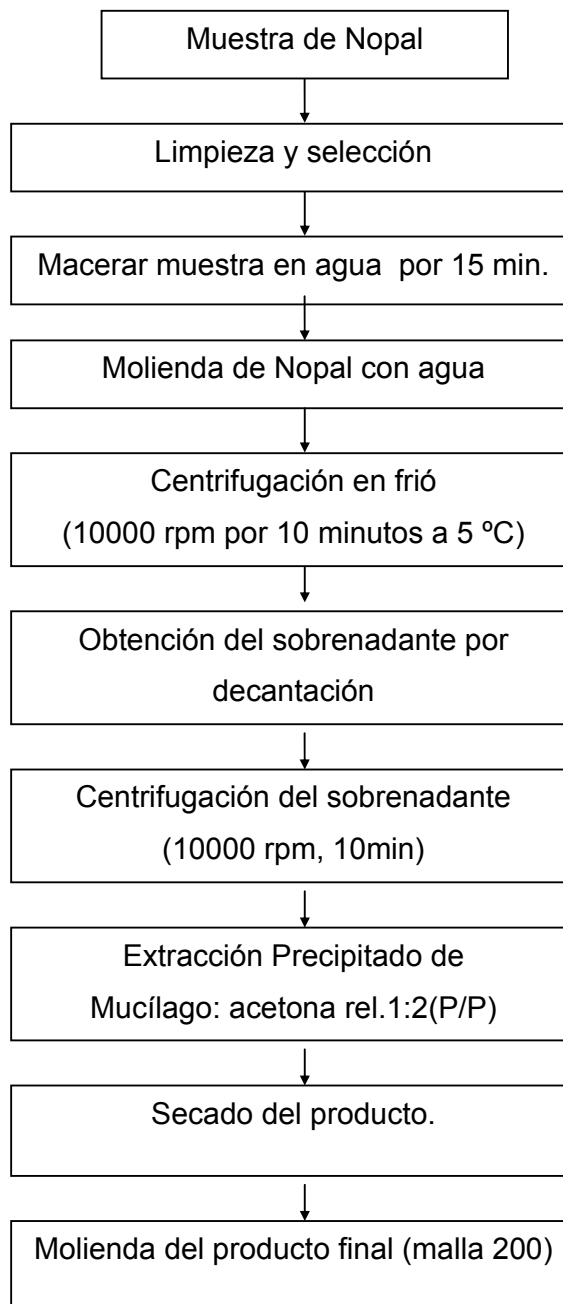 Muestra de Nopal
Limpieza y selección
Macerar muestra en agua por 15 min.
Molienda de Nopal con agua
Centrifugación en frió
(10000 rpm por 10 minutos a 5 ºC)
Obtención del sobrenadante por
decantación
Centrifugación del sobrenadante
(10000 rpm, 10min)
Extracción Precipitado de
Mucílago: acetona rel.1:2(P/P)
Secado del producto.
Molienda del producto final (malla 200)